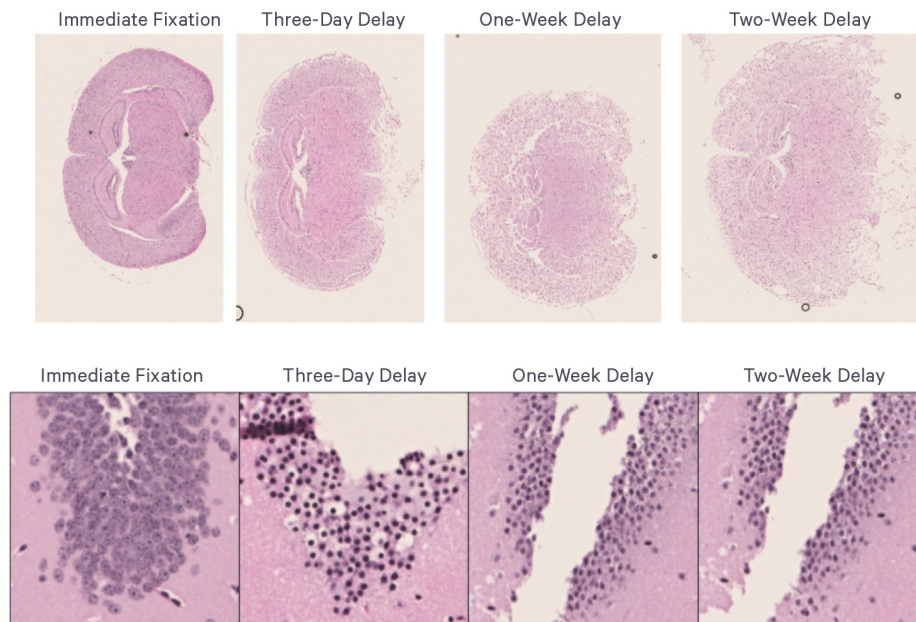 Immediate Fixation
Three-Day Delay
One-Week Delay
Two-Week Delay
Immediate Fixation
Three-Day Delay
One-Week Delay
Two-Week Delay